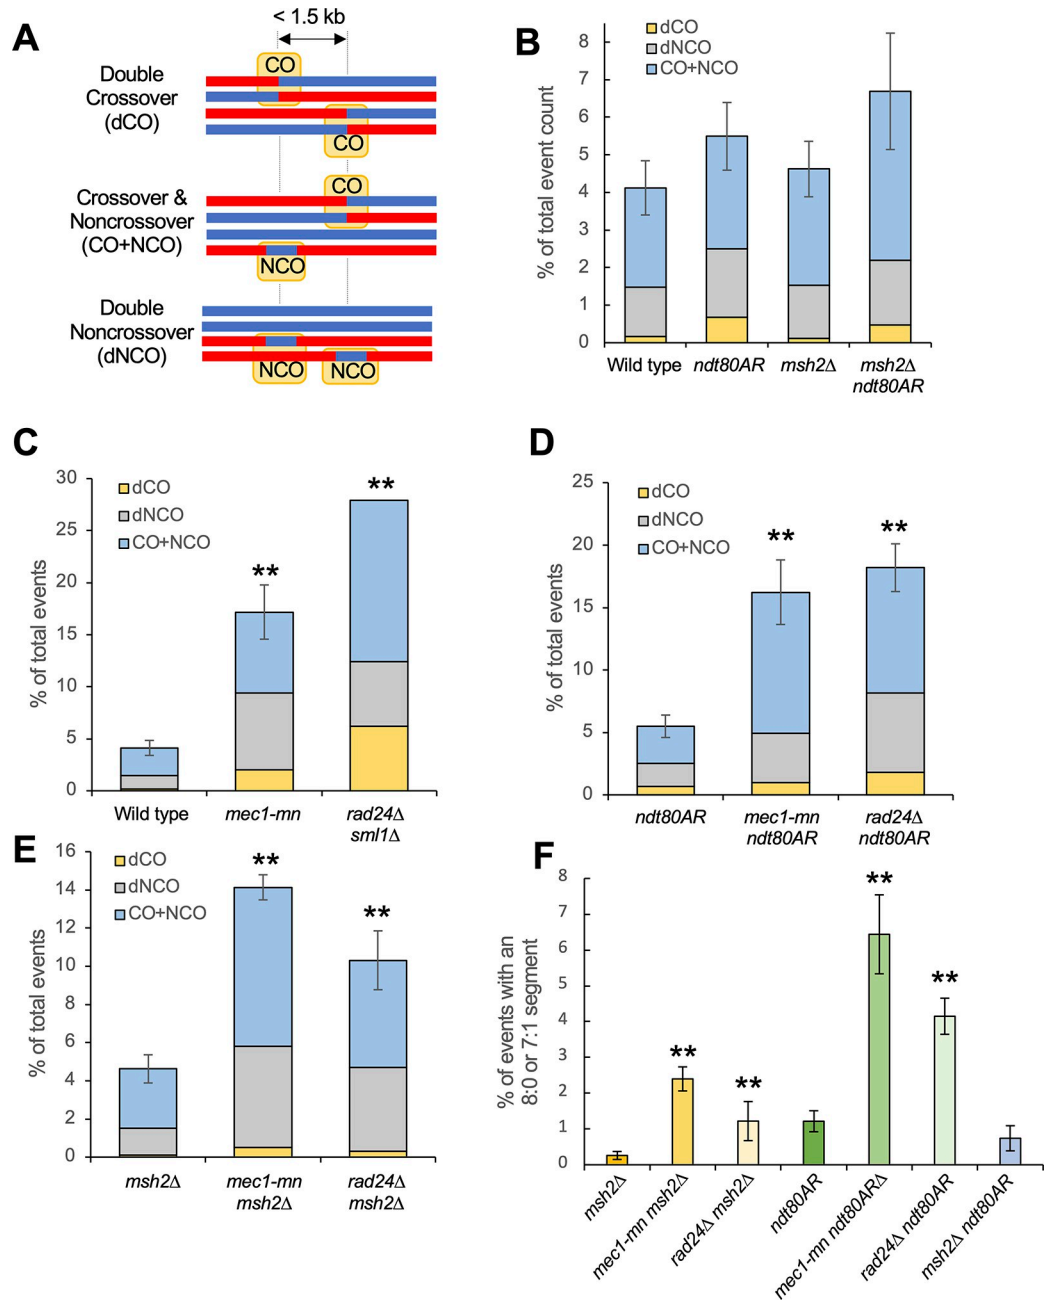 A
< 1.5 kb
Double
Crossover
(dCO)
CO
CO
Crossover &
Noncrossover
(CO+NCO)
CO
NCO
Double
Noncrossover
(dNCO)
NCO
NCO
B
dCO
dNCO
CO+NCO
% of total event count
8
7
6
5
4
3
2
1
0
Wild type
ndt80AR
msh2Δ
msh2Δ
ndt80AR
C
dCO
dNCO
CO+NCO
% of total events
30
25
20
15
10
5
0
**
**
Wild type
mec1-mn
rad24Δ
sml1Δ
D
dCO
dNCO
CO+NCO
% of total events
25
20
15
10
5
0
**
**
ndt80AR
mec1-mn
ndt80AR
rad24Δ
ndt80AR
E
dCO
dNCO
CO+NCO
% of total events
16
14
12
10
8
6
4
2
0
**
**
msh2Δ
mec1-mn
msh2Δ
rad24Δ
msh2Δ
F
% of events with an
8:0 or 7:1 segment
8
7
6
5
4
3
2
1
0
**
**
**
**
msh2Δ
mec1-mn msh2Δ
rad24Δ msh2Δ
ndt80AR
mec1-mn ndt80ARΔ
rad24Δ ndt80AR
msh2Δ ndt80AR